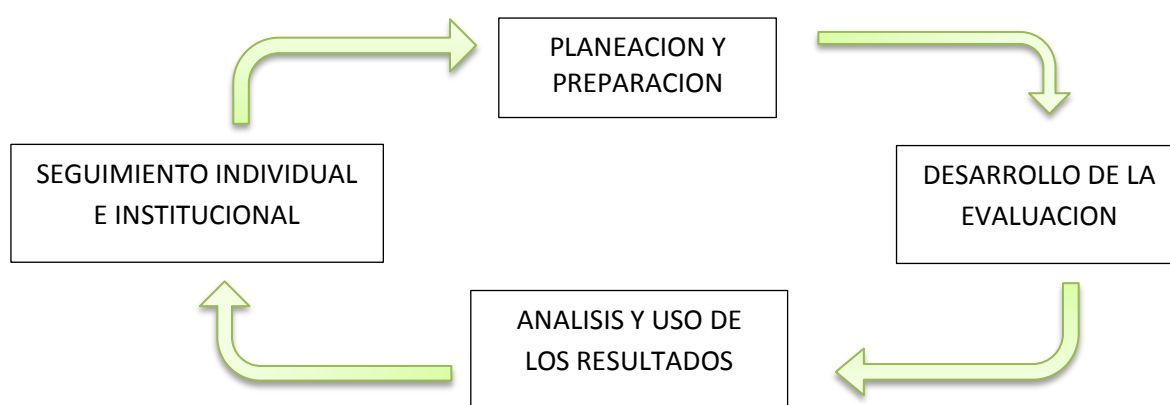 PLANEACION Y
PREPARACION
SEGUIMIENTO INDIVIDUAL
E INSTITUCIONAL
DESARROLLO DE LA
EVALUACION
ANALISIS Y USO DE
LOS RESULTADOS